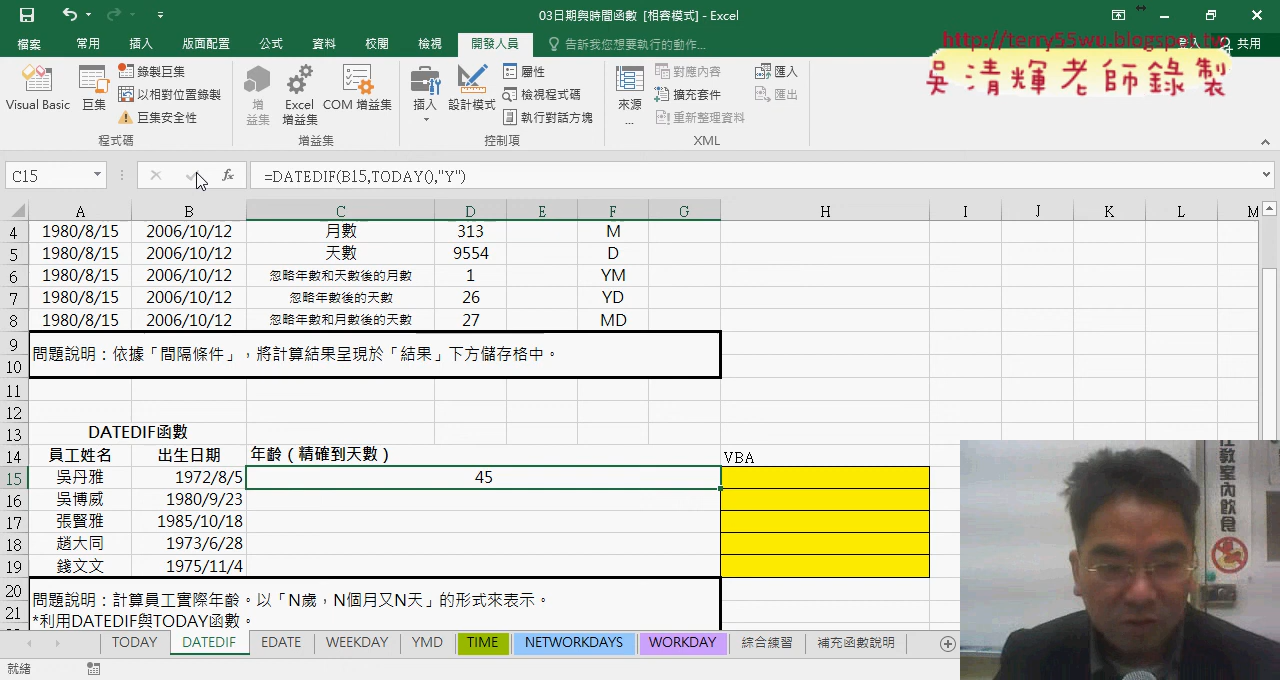 03日期與時間函數 [相容模式] - Excel
檔案 常用 插入 版面配置 公式 資料 校閱 檢視 開發人員 告訴我您想要執行的動作... 登入 共用
http://terry55wu.blogspot.tw
吳清輝老師錄製
Visual Basic 巨集 錄製巨集 以相對位置錄製 巨集安全性
增益集 Excel 增益集 COM 增益集
插入 設計模式 屬性 檢視程式碼 執行對話方塊
來源... 對應內容 擴充套件 重新整理資料 匯入 匯出
程式碼 增益集 控制項 XML
C15 fx =DATEDIF(B15,TODAY(),"Y")
A B C D E F G H I J K L M
4 1980/8/15 2006/10/12 月數 313 M
5 1980/8/15 2006/10/12 天數 9554 D
6 1980/8/15 2006/10/12 忽略年數和天數後的月數 1 YM
7 1980/8/15 2006/10/12 忽略年數後的天數 26 YD
8 1980/8/15 2006/10/12 忽略年數和月數後的天數 27 MD
9
問題說明：依據「間隔條件」，將計算結果呈現於「結果」下方儲存格中。
10
11
12
13 DATEDIF函數
14 員工姓名 出生日期 年齡（精確到天數） VBA
15 吳丹雅 1972/8/5 45
16 吳博威 1980/9/23
17 張賢雅 1985/10/18
18 趙大同 1973/6/28
19 錢文文 1975/11/4
20 問題說明：計算員工實際年齡。以「N歲，N個月又N天」的形式來表示。
21 *利用DATEDIF與TODAY函數。
TODAY DATEDIF EDATE WEEKDAY YMD TIME NETWORKDAYS WORKDAY 綜合練習 補充函數說明
就緒
教室內飲食